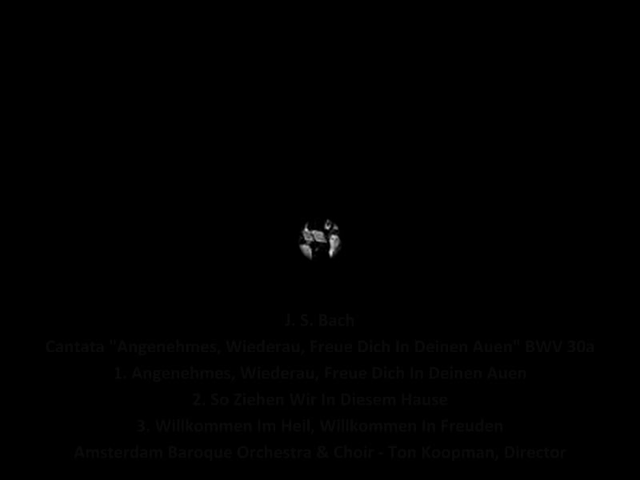 J. S. Bach
Cantata "Angenehmes, Wiederau, Freue Dich In Deinen Auen" BWV 30a
1. Angenehmes, Wiederau, Freue Dich In Deinen Auen
2. So Ziehen Wir In Diesem Hause
3. Willkommen Im Heil, Willkommen In Freuden
Amsterdam Baroque Orchestra & Choir - Ton Koopman, Director